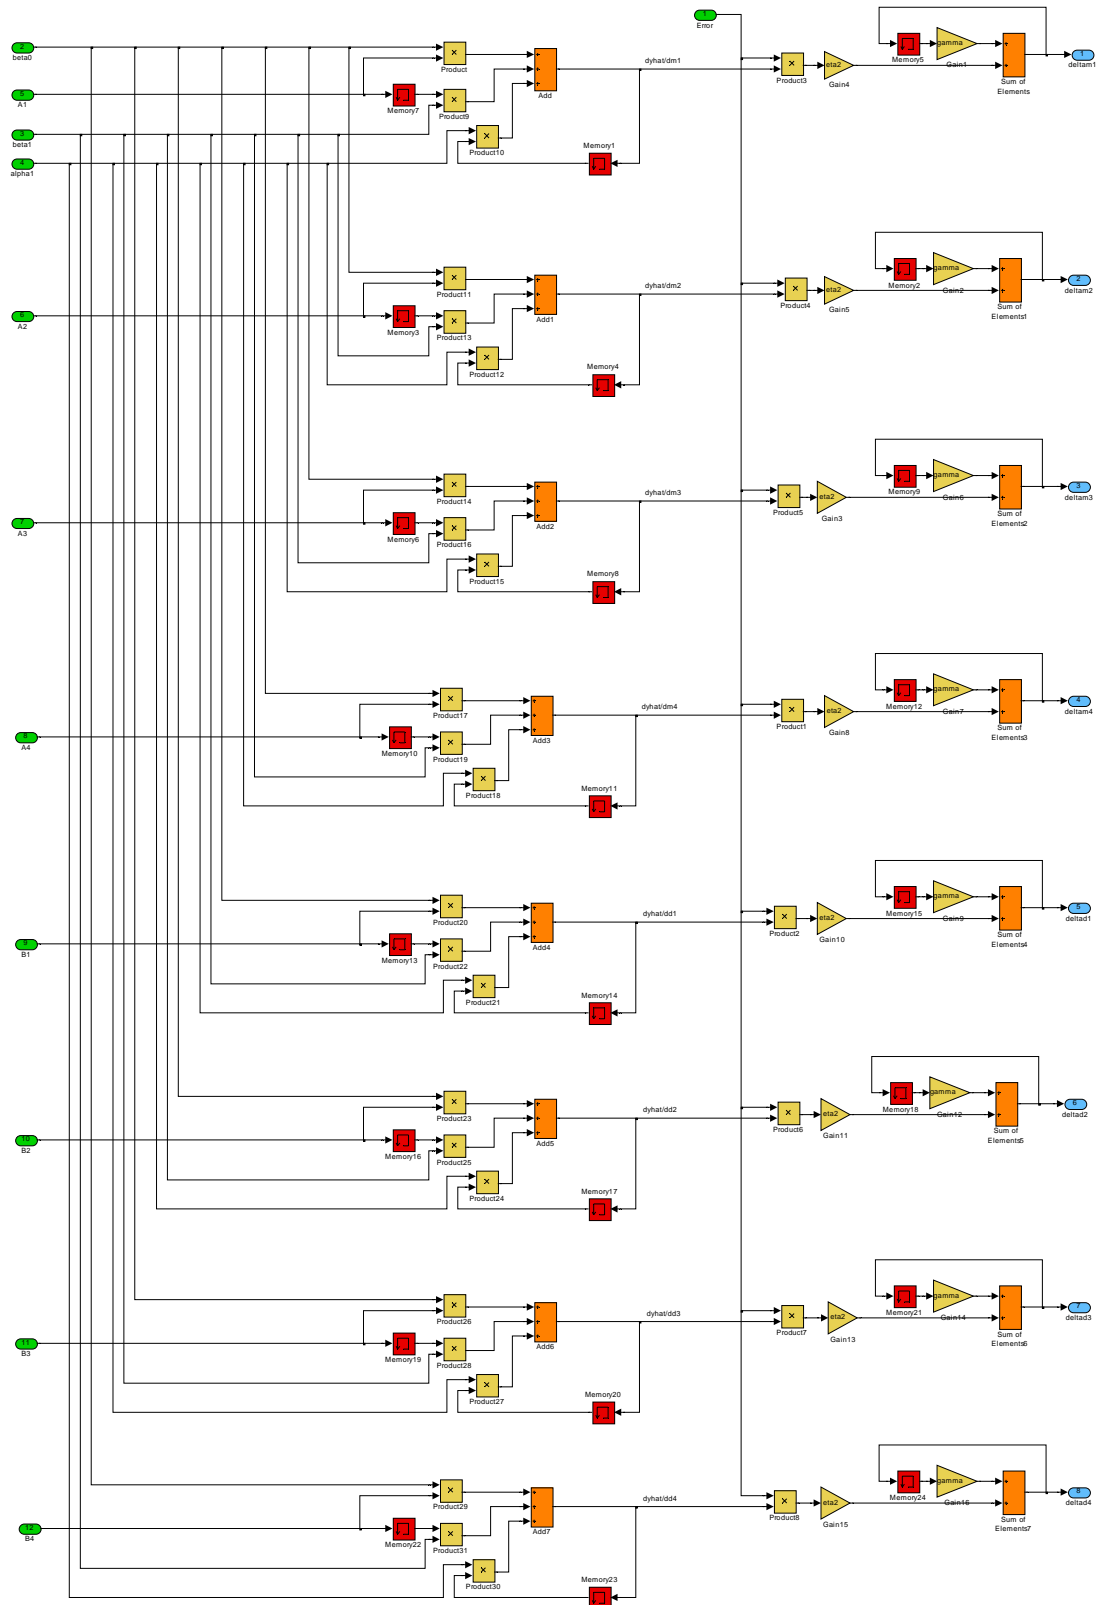 1
Error
2
beta0
5
A1
3
beta1
4
alpha1
Product
Memory7
Product9
Product10
Add
dyhat/dm1
Memory1
Product3
eta2
Gain4
Memory5
gamma
Gain1
Sum of
Elements
1
deltam1
6
A2
Product11
Memory3
Product13
Product12
Add1
dyhat/dm2
Memory4
Product4
eta2
Gain5
Memory2
gamma
Gain2
Sum of
Elements1
2
deltam2
7
A3
Product14
Memory6
Product16
Product15
Add2
dyhat/dm3
Memory8
Product5
eta2
Gain3
Memory9
gamma
Gain6
Sum of
Elements2
3
deltam3
8
A4
Product17
Memory10
Product19
Product18
Add3
dyhat/dm4
Memory11
Product1
eta2
Gain8
Memory12
gamma
Gain7
Sum of
Elements3
4
deltam4
9
B1
Product20
Memory13
Product22
Product21
Add4
dyhat/dd1
Memory14
Product2
eta2
Gain10
Memory15
gamma
Gain9
Sum of
Elements4
5
deltad1
10
B2
Product23
Memory16
Product25
Product24
Add5
dyhat/dd2
Memory17
Product6
eta2
Gain11
Memory18
gamma
Gain12
Sum of
Elements5
6
deltad2
11
B3
Product26
Memory19
Product28
Product27
Add6
dyhat/dd3
Memory20
Product7
eta2
Gain13
Memory21
gamma
Gain14
Sum of
Elements6
7
deltad3
12
B4
Product29
Memory22
Product31
Product30
Add7
dyhat/dd4
Memory23
Product8
eta2
Gain15
Memory24
gamma
Gain16
Sum of
Elements7
8
deltad4